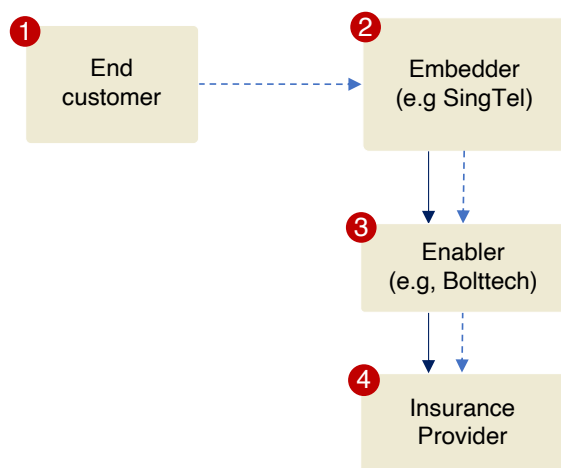 1
End
customer
2
Embedder
(e.g SingTel)
3
Enabler
(e.g, Bolttech)
4
Insurance
Provider